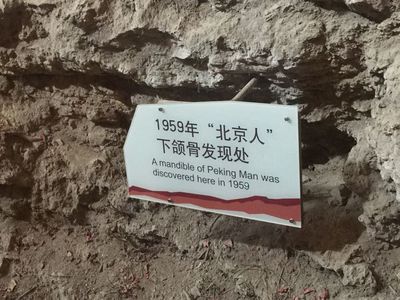 1959年“北京人”
下颌骨发现处
A mandible of Peking Man was
discovered here in 1959